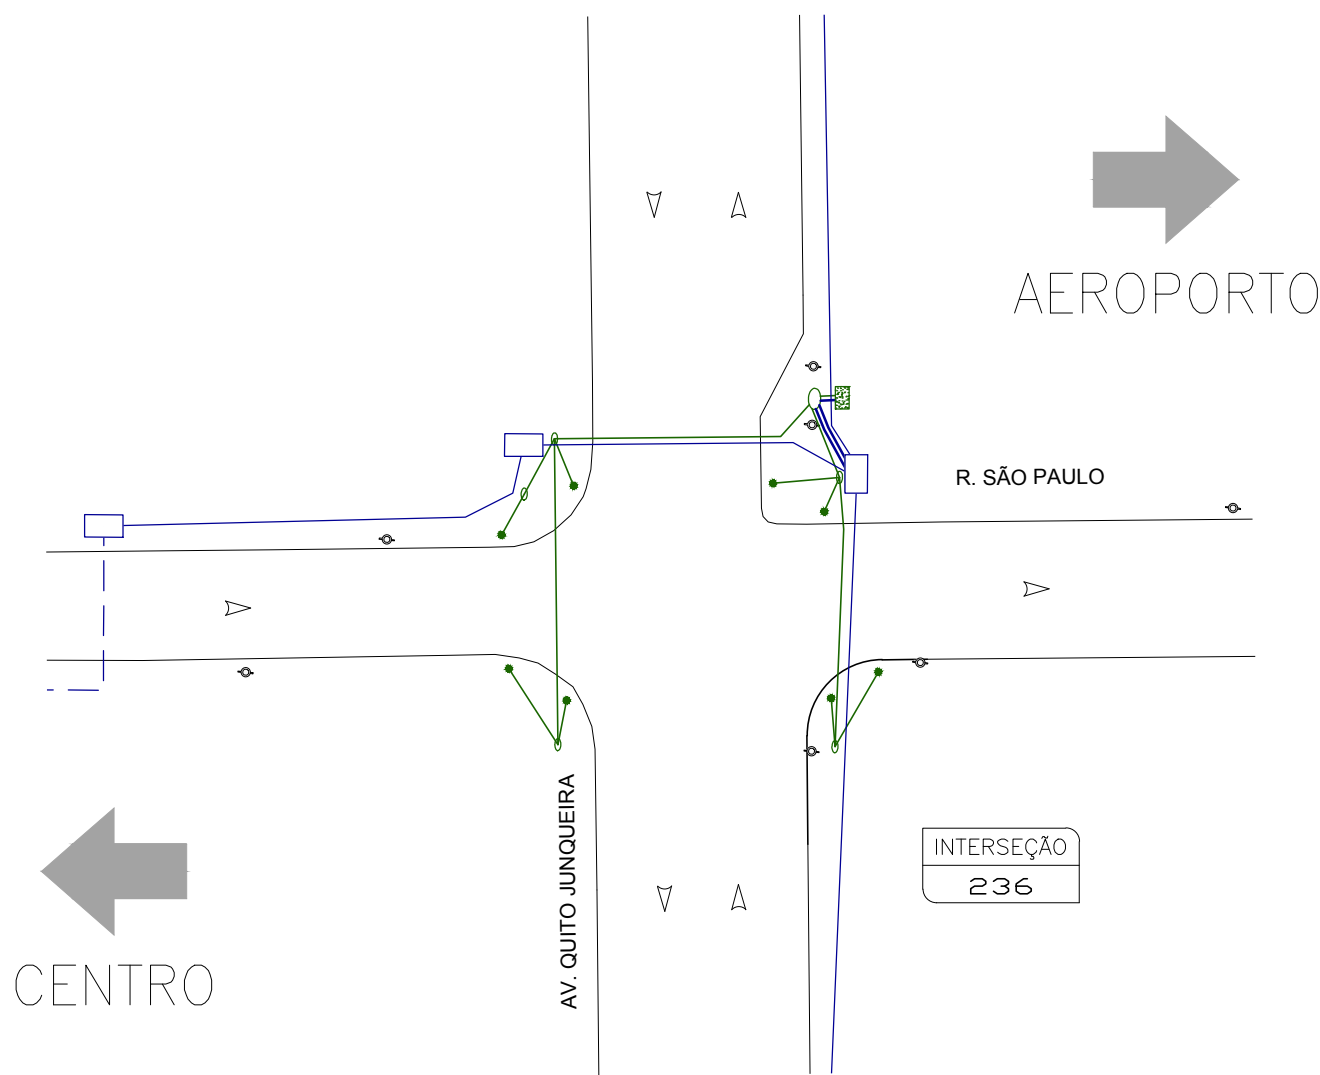 AEROPORTO
R. SÃO PAULO
AV. QUITO JUNQUEIRA
INTERSEÇÃO
236
CENTRO